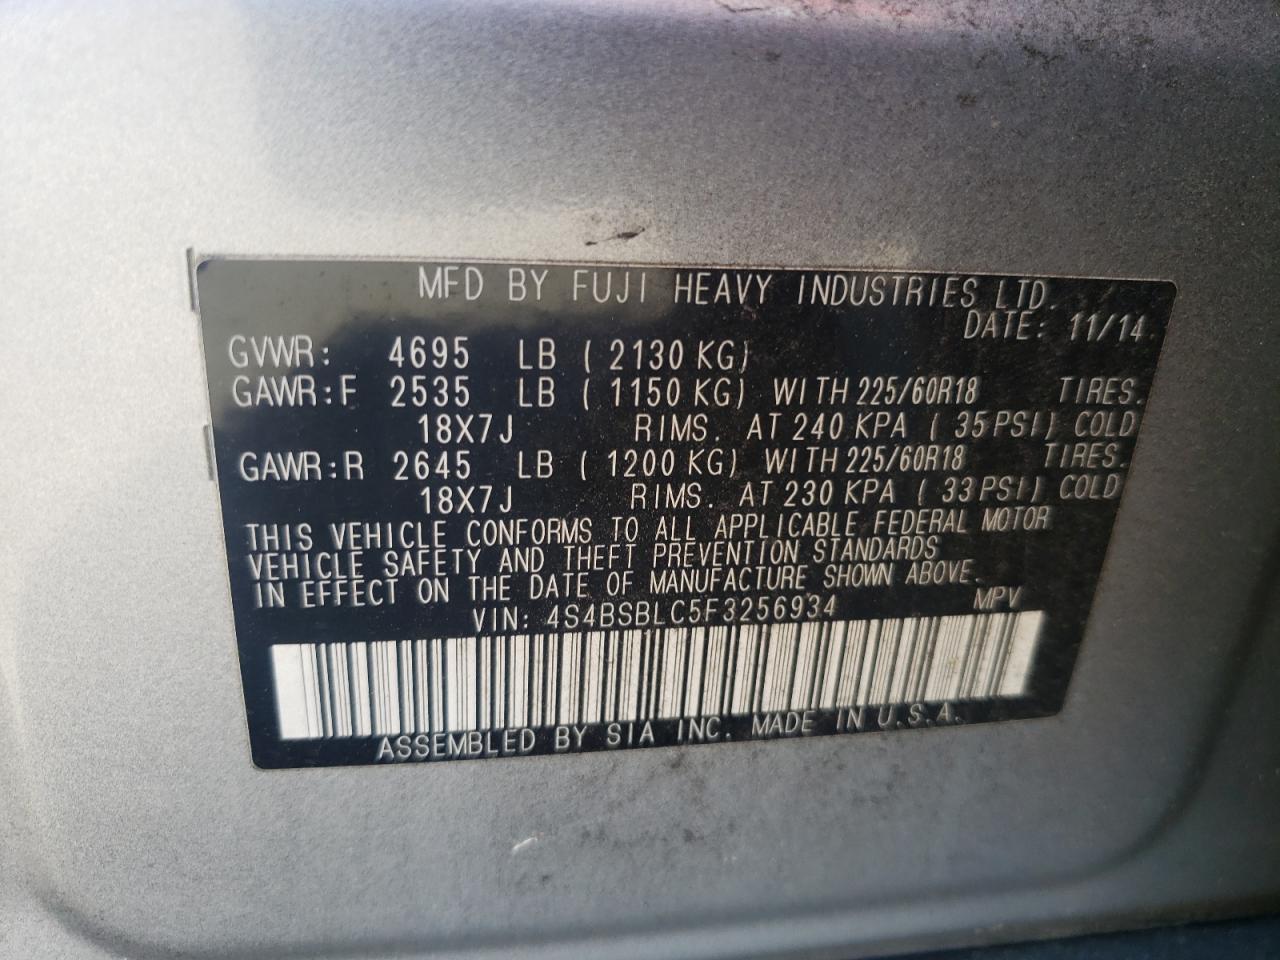 MFD BY FUJI HEAVY INDUSTRIES LTD.
DATE: 11/14
GVWR: 4695 LB ( 2130 KG)
GAWR:F 2535 LB ( 1150 KG) WITH 225/60R18 TIRES.
18X7J RIMS. AT 240 KPA ( 35 PSI) COLD
GAWR:R 2645 LB ( 1200 KG) WITH 225/60R18 TIRES.
18X7J RIMS. AT 230 KPA ( 33 PSI) COLD
THIS VEHICLE CONFORMS TO ALL APPLICABLE FEDERAL MOTOR
VEHICLE SAFETY AND THEFT PREVENTION STANDARDS
IN EFFECT ON THE DATE OF MANUFACTURE SHOWN ABOVE.
VIN: 4S4BSBLC5F3256934 MPV
ASSEMBLED BY SIA INC. MADE IN U.S.A.